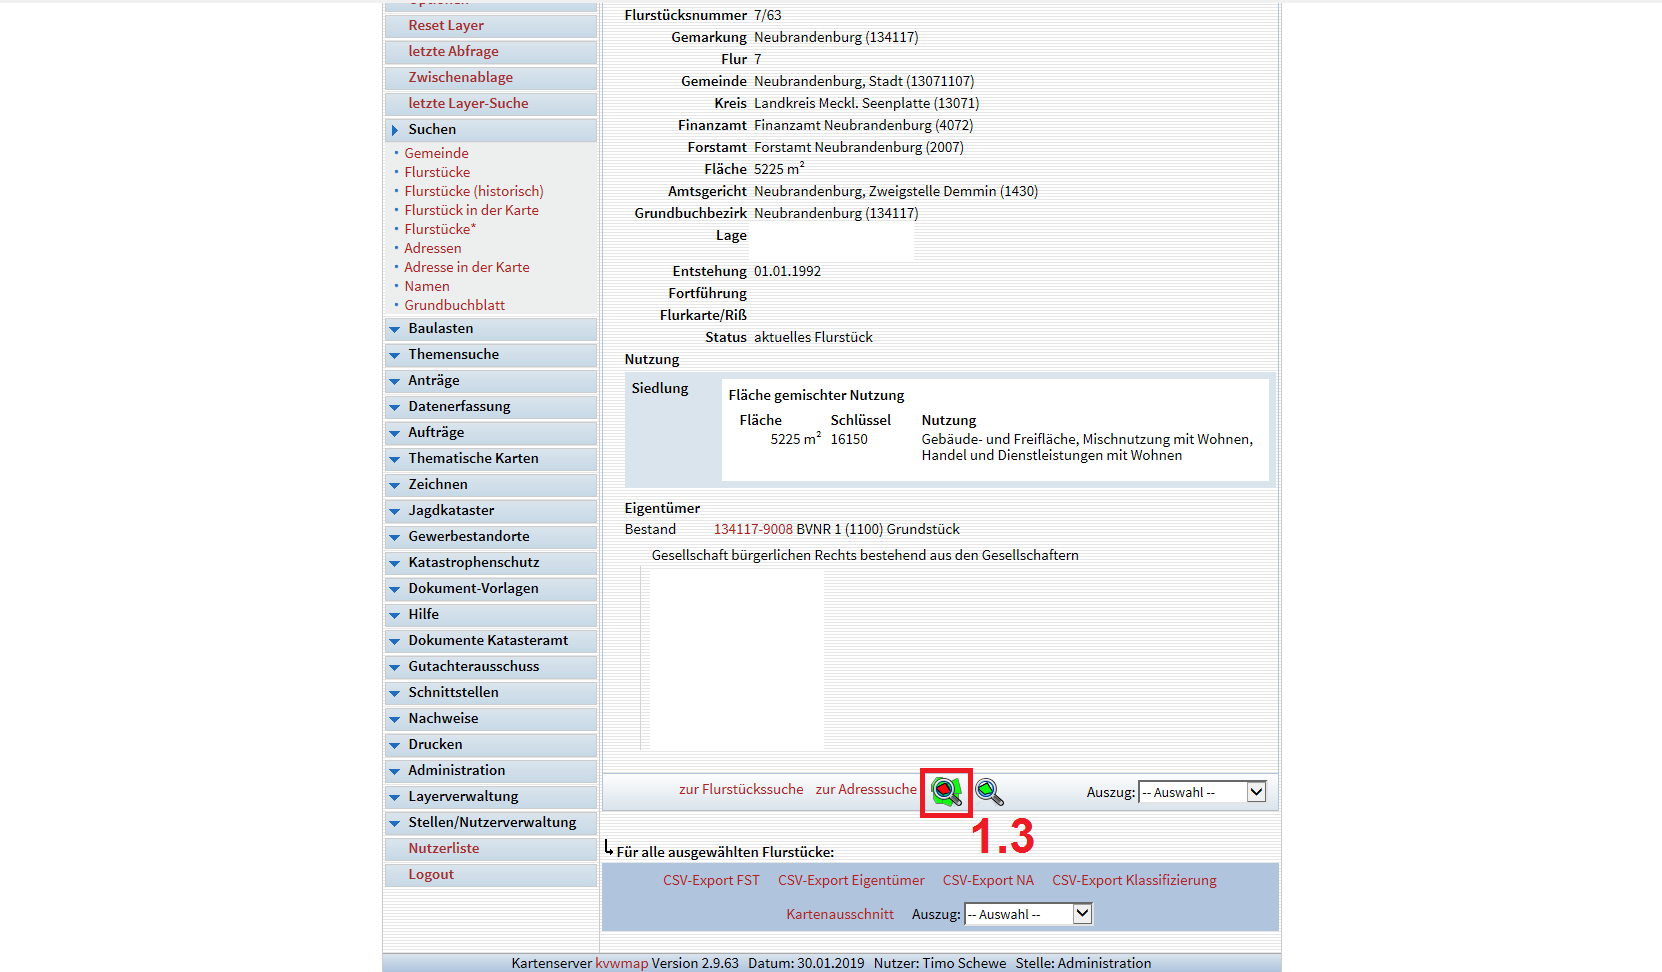 Reset Layer
letzte Abfrage
Zwischenablage
letzte Layer-Suche
Suchen
• Gemeinde
• Flurstücke
• Flurstücke (historisch)
• Flurstück in der Karte
• Flurstücke*
• Adressen
• Adresse in der Karte
• Namen
• Grundbuchblatt
Baulasten
Themensuche
Anträge
Datenerfassung
Aufträge
Thematische Karten
Zeichnen
Jagdkataster
Gewerbestandorte
Katastrophenschutz
Dokument-Vorlagen
Hilfe
Dokumente Katasteramt
Gutachterausschuss
Schnittstellen
Nachweise
Drucken
Administration
Layerverwaltung
Stellen/Nutzerverwaltung
Nutzerliste
Logout
Flurstücksnummer 7/63
Gemarkung Neubrandenburg (134117)
Flur 7
Gemeinde Neubrandenburg, Stadt (13071107)
Kreis Landkreis Meckl. Seenplatte (13071)
Finanzamt Finanzamt Neubrandenburg (4072)
Forstamt Forstamt Neubrandenburg (2007)
Fläche 5225 m²
Amtsgericht Neubrandenburg, Zweigstelle Demmin (1430)
Grundbuchbezirk Neubrandenburg (134117)
Lage
Entstehung 01.01.1992
Fortführung
Flurkarte/Riß
Status aktuelles Flurstück
Nutzung
Siedlung
Fläche gemischter Nutzung
Fläche Schlüssel Nutzung
5225 m² 16150 Gebäude- und Freifläche, Mischnutzung mit Wohnen,
Handel und Dienstleistungen mit Wohnen
Eigentümer
Bestand 134117-9008 BVNR 1 (1100) Grundstück
Gesellschaft bürgerlichen Rechts bestehend aus den Gesellschaftern
zur Flurstückssuche zur Adresssuche Auszug: -- Auswahl --
1.3
Für alle ausgewählten Flurstücke:
CSV-Export FST CSV-Export Eigentümer CSV-Export NA CSV-Export Klassifizierung
Kartenausschnitt Auszug: -- Auswahl --
Kartenserver kvwmap Version 2.9.63 Datum: 30.01.2019 Nutzer: Timo Schewe Stelle: Administration